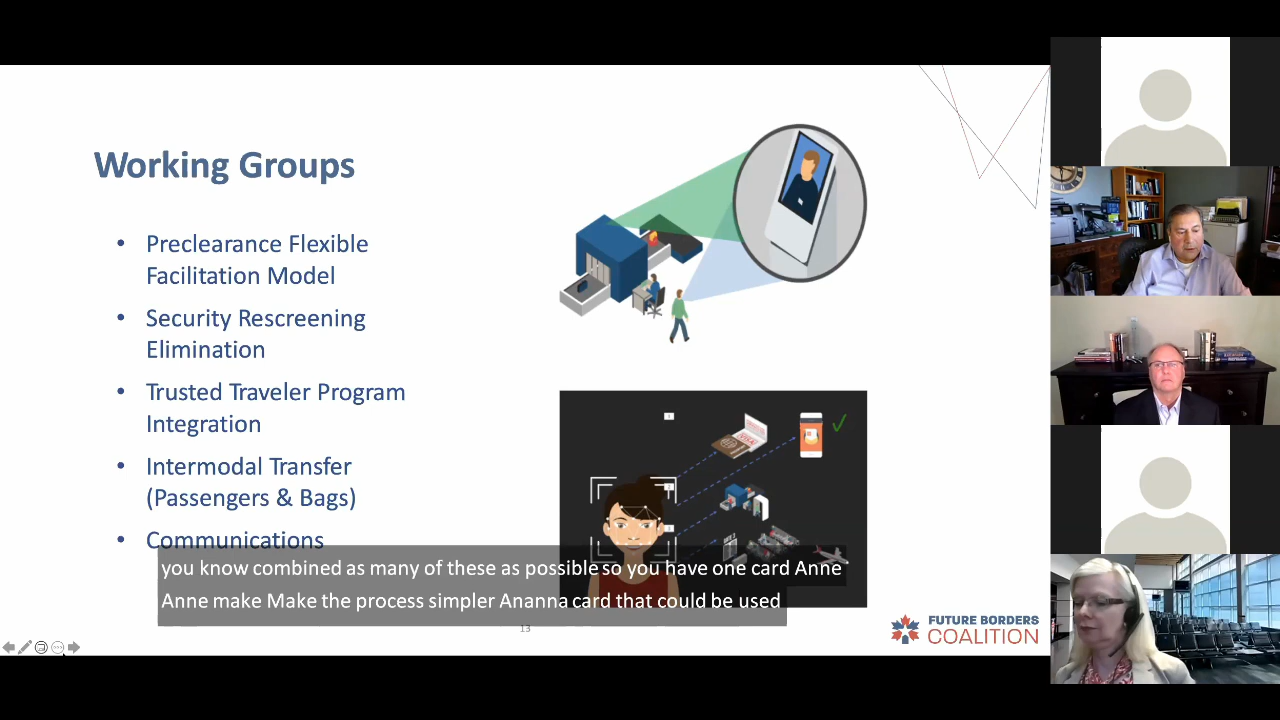 Working Groups
• Preclearance Flexible
Facilitation Model
• Security Rescreening
Elimination
• Trusted Traveler Program
Integration
• Intermodal Transfer
(Passengers & Bags)
• Communications
you know combined as many of these as possible so you have one card Anne
Anne make Make the process simpler Ananna card that could be used
13
FUTURE BORDERS
COALITION